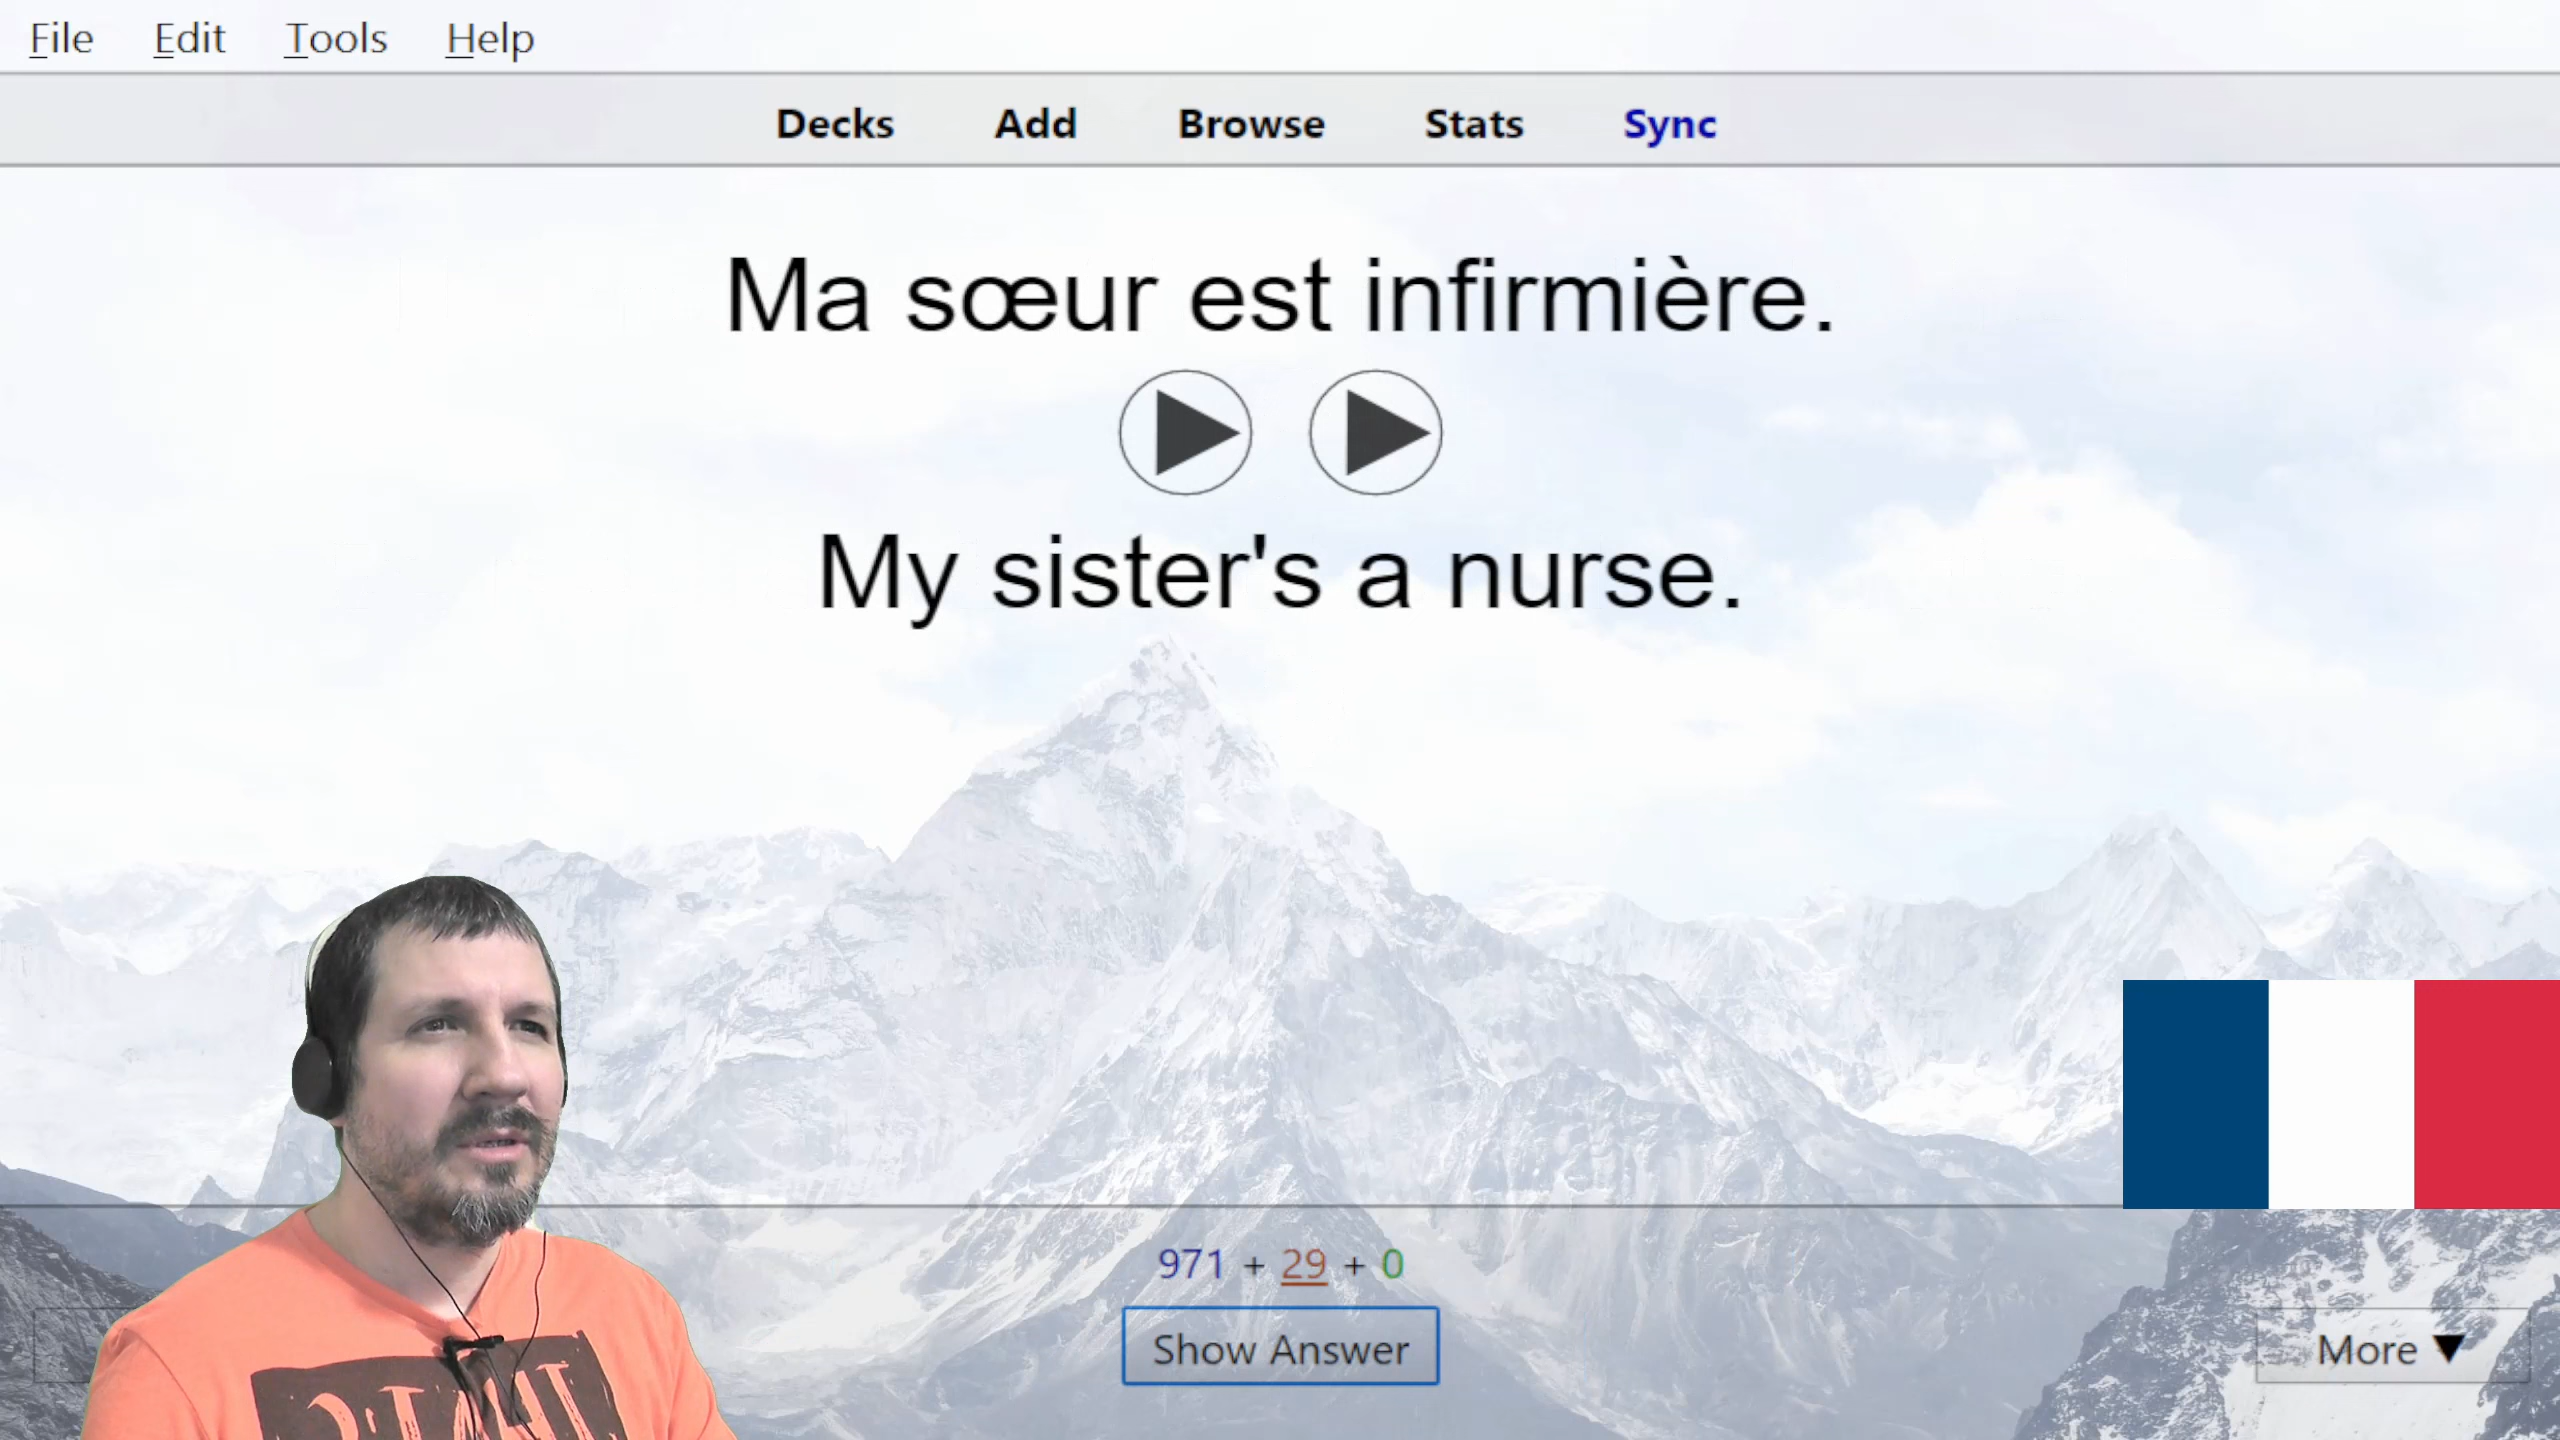 File Edit Tools Help
Decks Add Browse Stats Sync
Ma sœur est infirmière.
My sister's a nurse.
971 + 29 + 0
Show Answer
More ▼